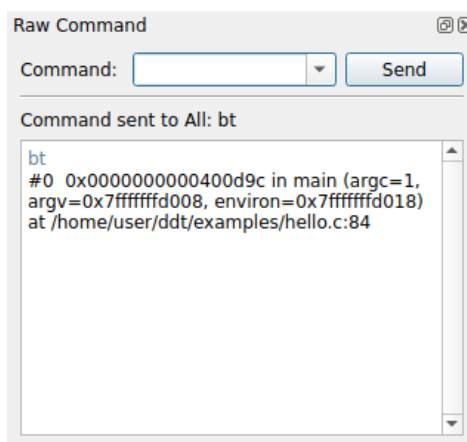 Raw Command
Command:
Send
Command sent to All: bt
bt
#0  0x0000000000400d9c in main (argc=1,
argv=0x7fffffffd008, environ=0x7fffffffd018)
at /home/user/ddt/examples/hello.c:84